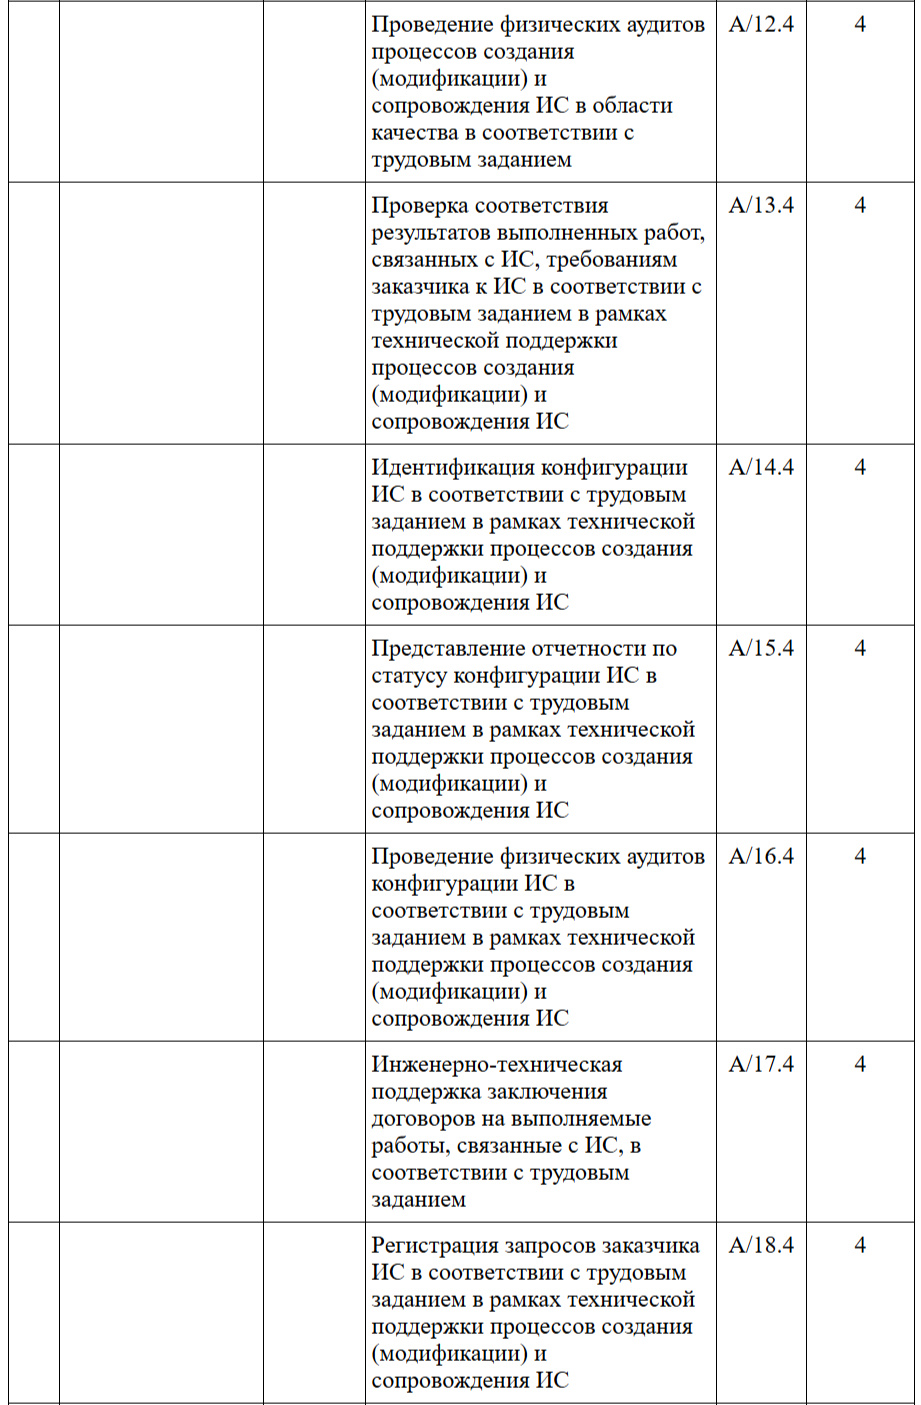 Проведение физических аудитов A/12.4 4
процессов создания
(модификации) и
сопровождения ИС в области
качества в соответствии с
трудовым заданием
Проверка соответствия A/13.4 4
результатов выполненных работ,
связанных с ИС, требованиям
заказчика к ИС в соответствии с
трудовым заданием в рамках
технической поддержки
процессов создания
(модификации) и
сопровождения ИС
Идентификация конфигурации A/14.4 4
ИС в соответствии с трудовым
заданием в рамках технической
поддержки процессов создания
(модификации) и
сопровождения ИС
Представление отчетности по A/15.4 4
статусу конфигурации ИС в
соответствии с трудовым
заданием в рамках технической
поддержки процессов создания
(модификации) и
сопровождения ИС
Проведение физических аудитов A/16.4 4
конфигурации ИС в
соответствии с трудовым
заданием в рамках технической
поддержки процессов создания
(модификации) и
сопровождения ИС
Инженерно-техническая A/17.4 4
поддержка заключения
договоров на выполняемые
работы, связанные с ИС, в
соответствии с трудовым
заданием
Регистрация запросов заказчика A/18.4 4
ИС в соответствии с трудовым
заданием в рамках технической
поддержки процессов создания
(модификации) и
сопровождения ИС